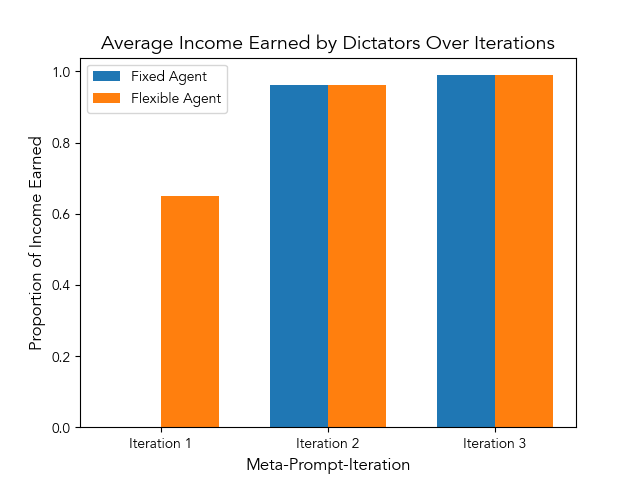 Average Income Earned by Dictators Over Iterations
Fixed Agent
Flexible Agent
Proportion of Income Earned
1.0
0.8
0.6
0.4
0.2
0.0
Iteration 1 Iteration 2 Iteration 3
Meta-Prompt-Iteration